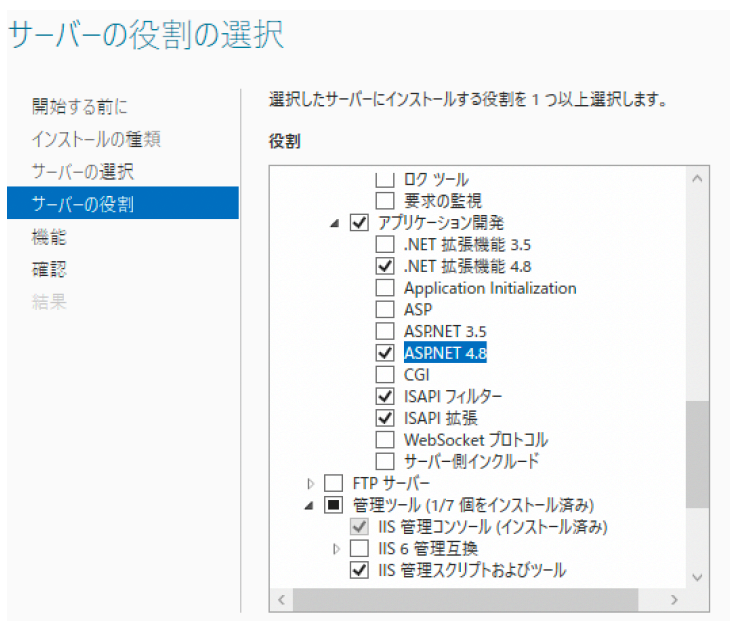 サーバーの役割の選択
開始する前に
インストールの種類
サーバーの選択
サーバーの役割
機能
確認
結果
選択したサーバーにインストールする役割を 1 つ以上選択します。
役割
ログ ツール
要求の監視
アプリケーション開発
.NET 拡張機能 3.5
.NET 拡張機能 4.8
Application Initialization
ASP
ASP.NET 3.5
ASP.NET 4.8
CGI
ISAPI フィルター
ISAPI 拡張
WebSocket プロトコル
サーバー側インクルード
FTP サーバー
管理ツール (1/7 個をインストール済み)
IIS 管理コンソール (インストール済み)
IIS 6 管理互換
IIS 管理スクリプトおよびツール